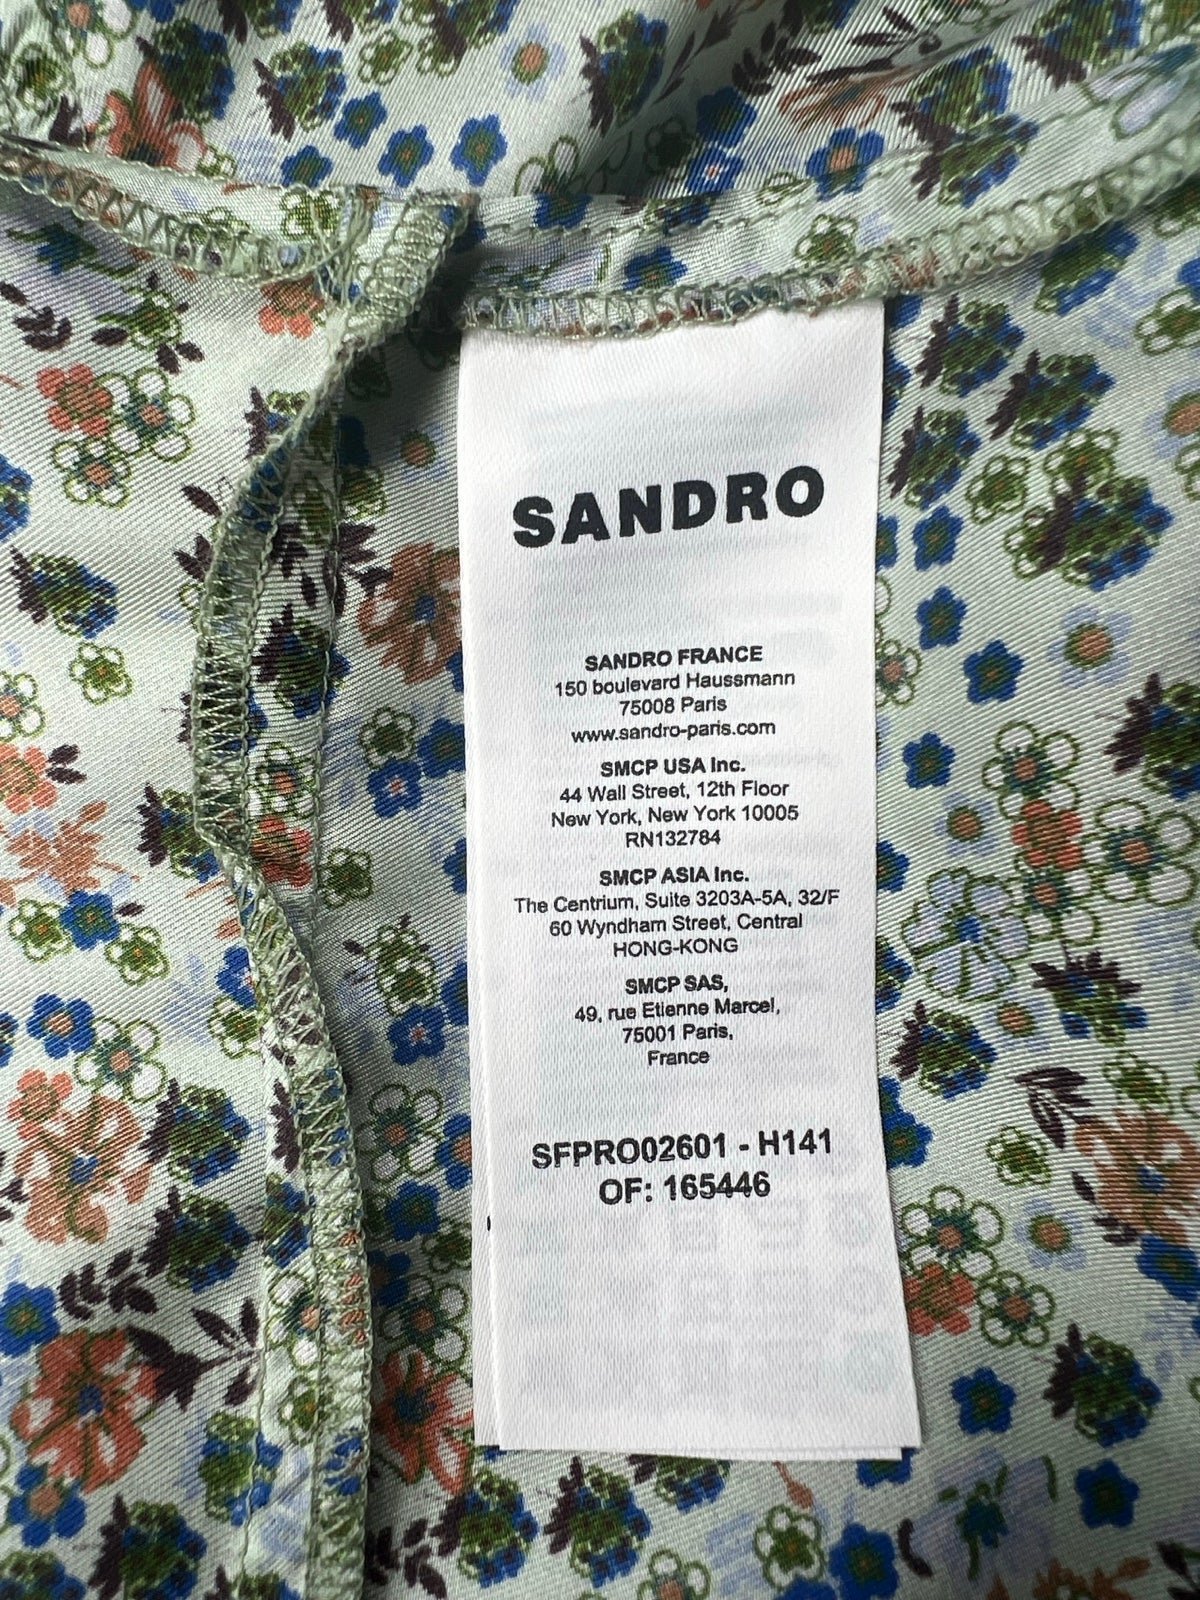 SANDRO
SANDRO FRANCE
150 boulevard Haussmann
75008 Paris
www.sandro-paris.com
SMCP USA Inc.
44 Wall Street, 12th Floor
New York, New York 10005
RN132784
SMCP ASIA Inc.
The Centrium, Suite 3203A-5A, 32/F
60 Wyndham Street, Central
HONG-KONG
SMCP SAS,
49, rue Etienne Marcel,
75001 Paris,
France
SFPRO02601 - H141
OF: 165446